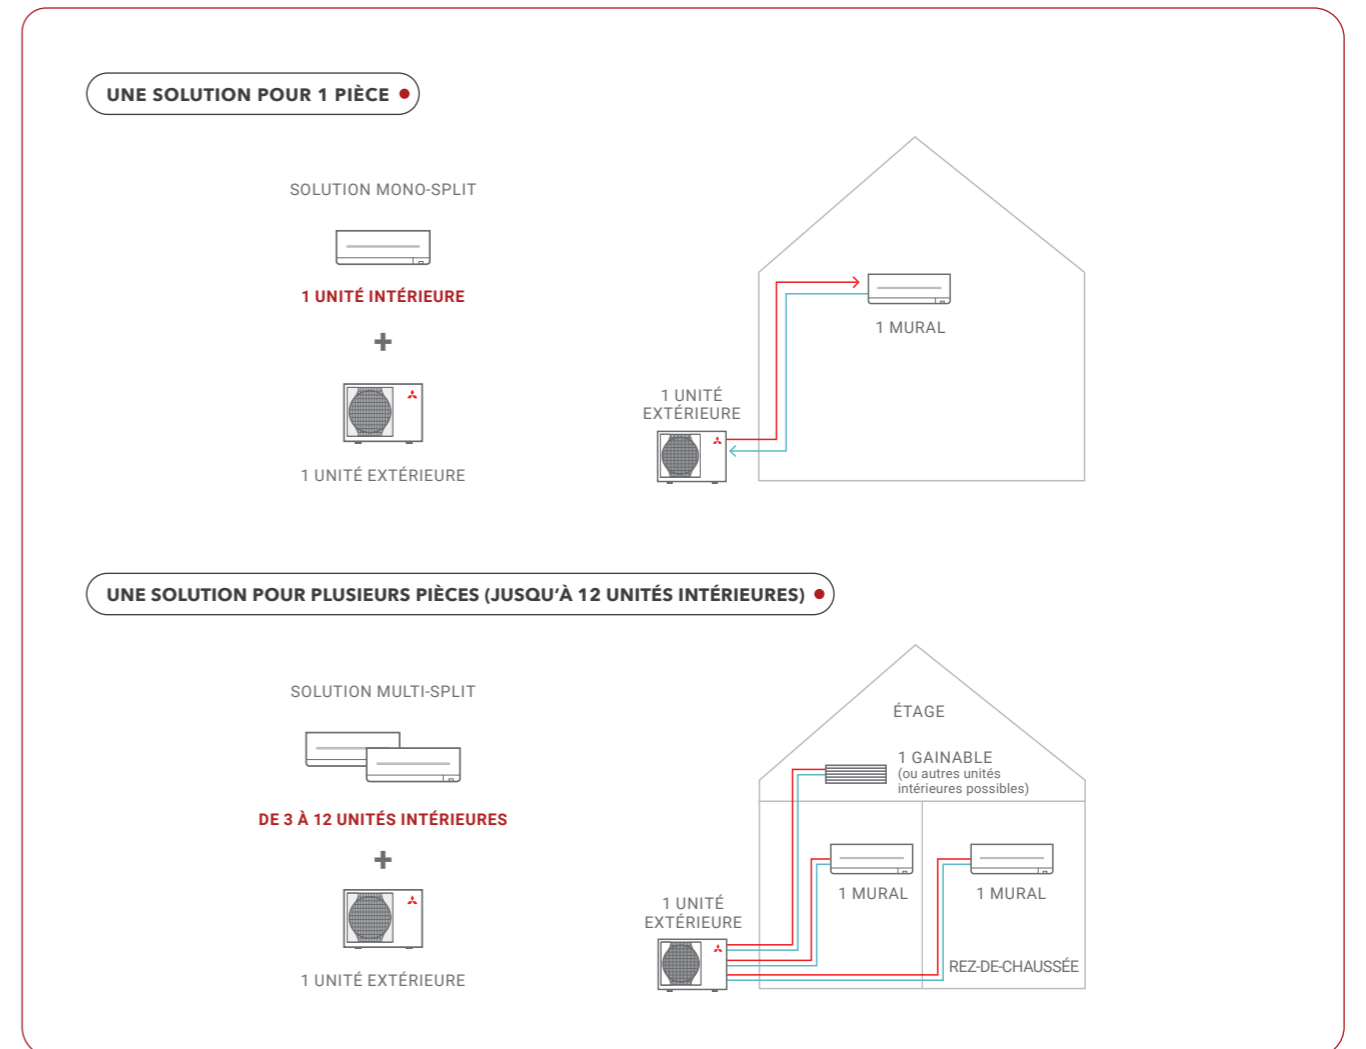 UNE SOLUTION POUR 1 PIÈCE
SOLUTION MONO-SPLIT
1 UNITÉ INTÉRIEURE
+
1 UNITÉ EXTÉRIEURE
1 MURAL
1 UNITÉ
EXTÉRIEURE
UNE SOLUTION POUR PLUSIEURS PIÈCES (JUSQU’À 12 UNITÉS INTÉRIEURES)
SOLUTION MULTI-SPLIT
DE 3 À 12 UNITÉS INTÉRIEURES
+
1 UNITÉ EXTÉRIEURE
ÉTAGE
1 GAINABLE
(ou autres unités
intérieures possibles)
1 MURAL
1 MURAL
1 UNITÉ
EXTÉRIEURE
REZ-DE-CHAUSSÉE